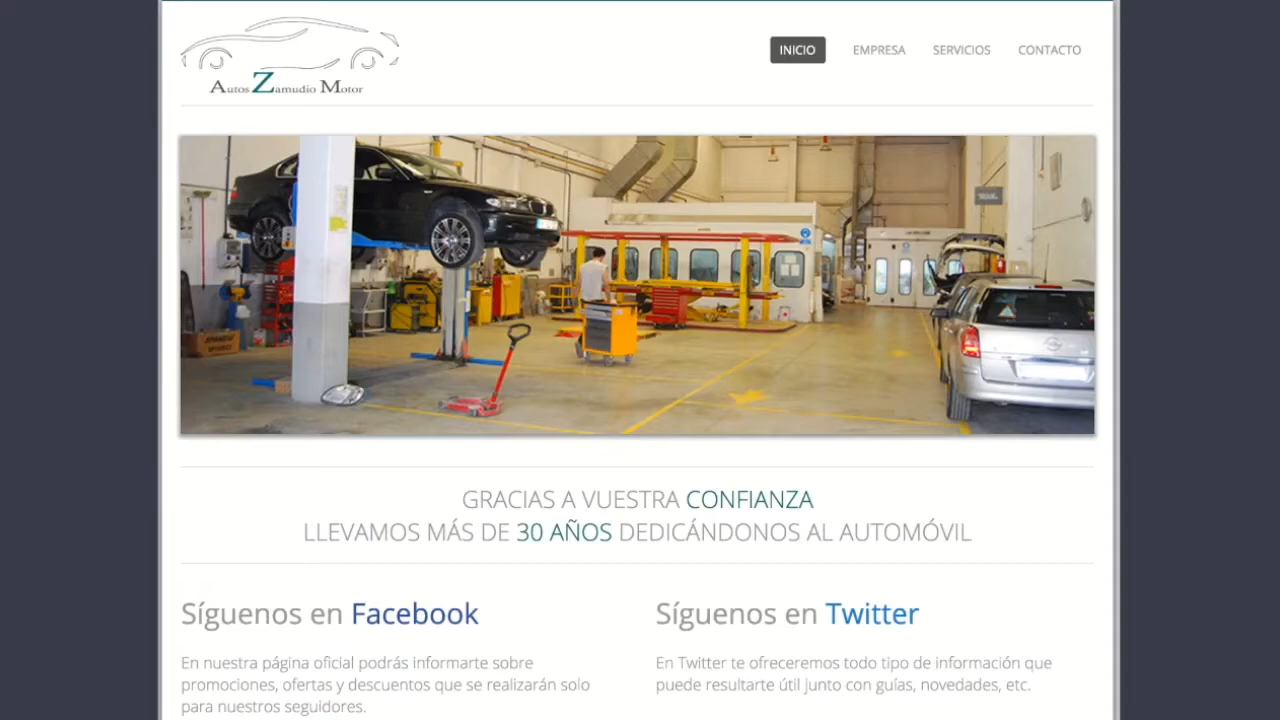 Autos Zamudio Motor
INICIO
EMPRESA
SERVICIOS
CONTACTO
GRACIAS A VUESTRA CONFIANZA
LLEVAMOS MÁS DE 30 AÑOS DEDICÁNDONOS AL AUTOMÓVIL
Síguenos en Facebook
En nuestra página oficial podrás informarte sobre
promociones, ofertas y descuentos que se realizarán solo
para nuestros seguidores.
Síguenos en Twitter
En Twitter te ofreceremos todo tipo de información que
puede resultarte útil junto con guías, novedades, etc.